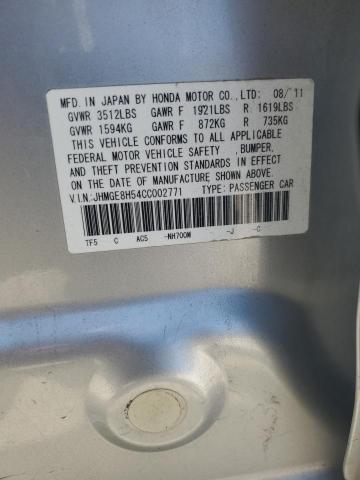 MFD. IN JAPAN BY HONDA MOTOR CO., LTD: 08/ 11
GVWR 3512LBS GAWR F 1921LBS R 1619LBS
GVWR 1594KG GAWR F 872KG R 735KG
THIS VEHICLE CONFORMS TO ALL APPLICABLE
FEDERAL MOTOR VEHICLE SAFETY , BUMPER,
AND THEFT PREVENTION STANDARDS IN EFFECT
ON THE DATE OF MANUFACTURE SHOWN ABOVE.
V.I.N:JHMGE8H54CC002771 TYPE: PASSENGER CAR
TF5 C AC5 -NH700M -J -C